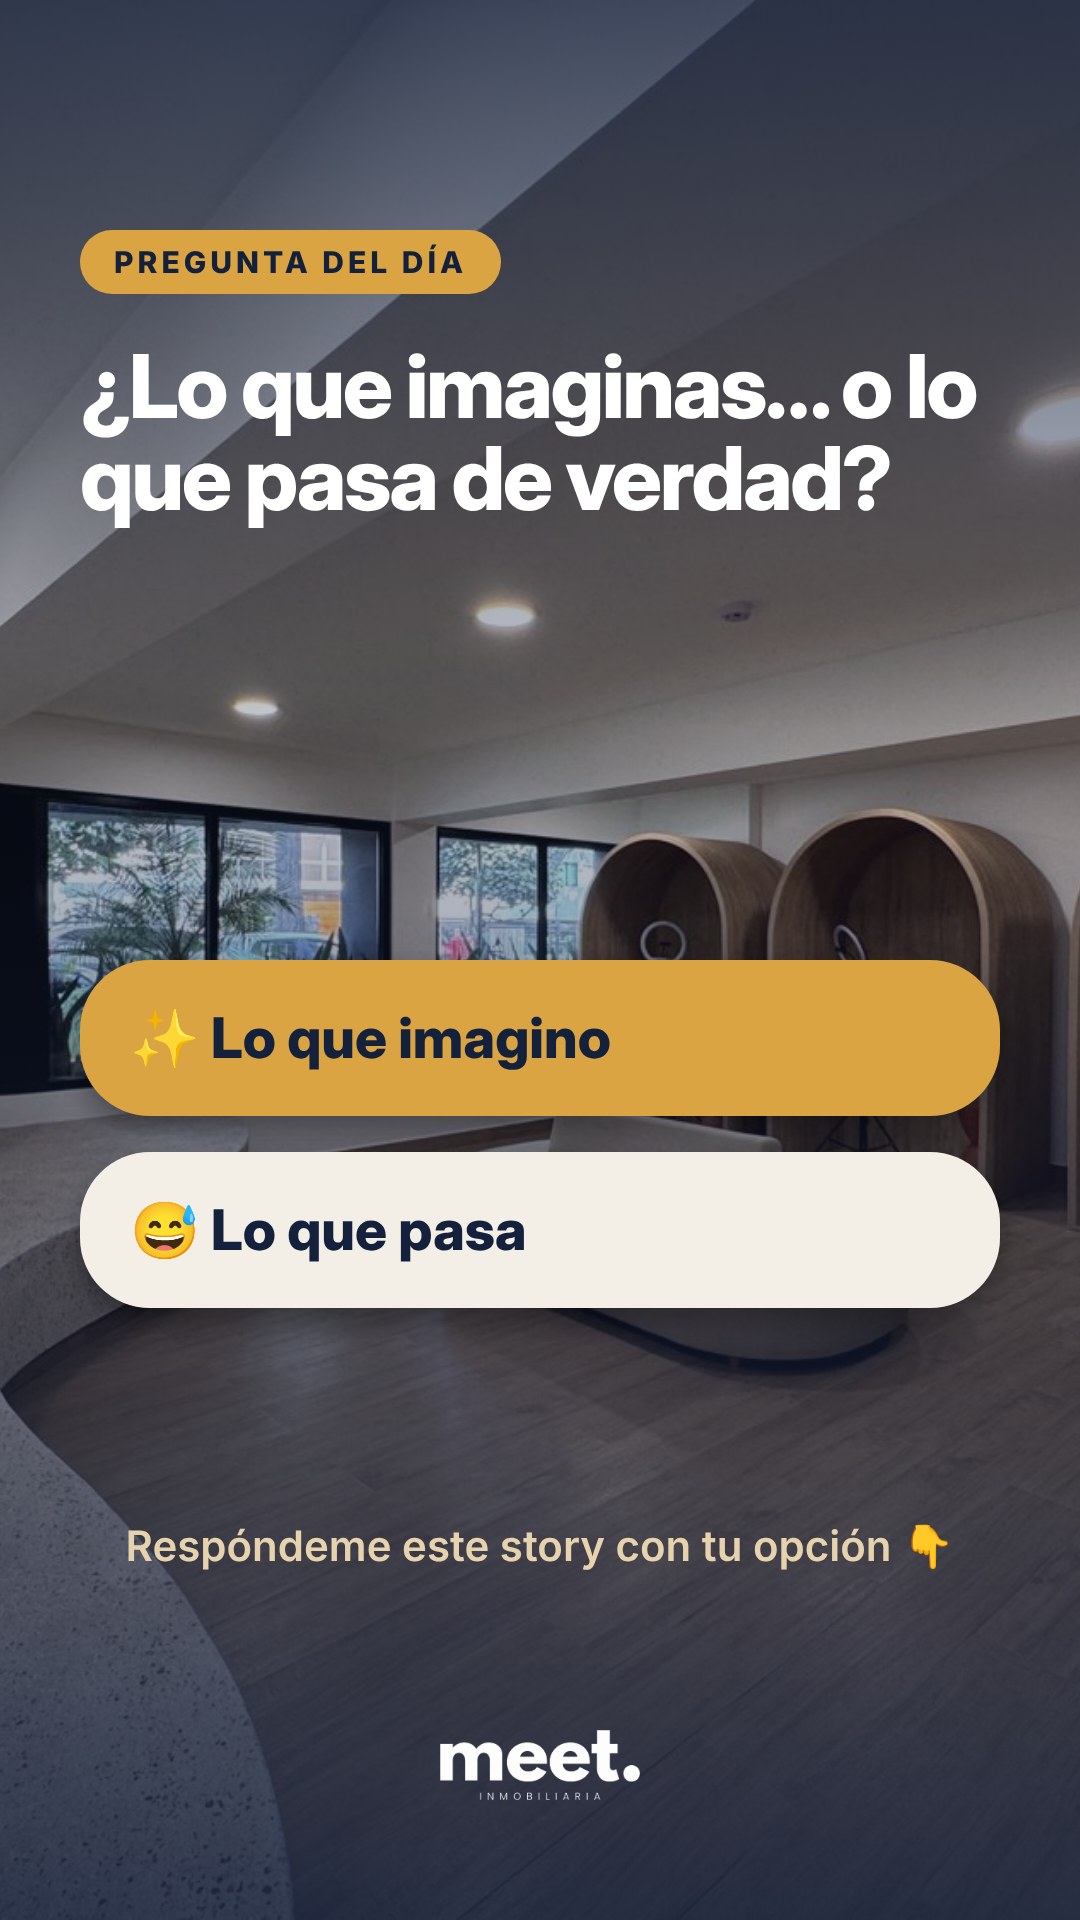 PREGUNTA DEL DÍA
¿Lo que imaginas... o lo
que pasa de verdad?
✨ Lo que imagino
😅 Lo que pasa
Respóndeme este story con tu opción 👇
meet.
INMOBILIARIA